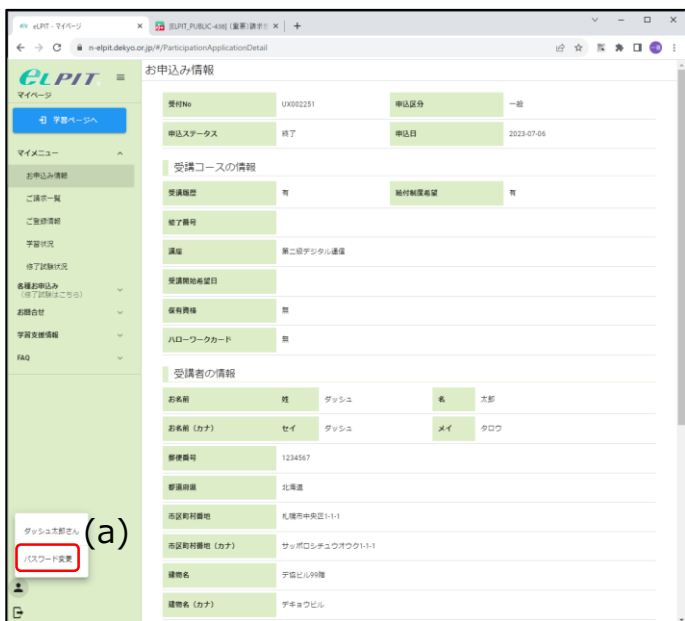 eLPIT - マイページ
[ELPIT_PUBLIC-438] (重要)請求
n-elpit.dekyo.or.jp/#/ParticipationApplicationDetail
eLPIT
マイページ
学習ページへ
マイメニュー
お申込み情報
ご請求一覧
ご登録情報
学習状況
修了試験状況
各種お申込み
(修了試験はこちら)
お問合せ
学習支援情報
FAQ
ダッシュ太郎さん
パスワード変更
(a)
お申込み情報
受付No UX002251 申込区分 一般
申込ステータス 終了 申込日 2023-07-06
受講コースの情報
受講履歴 有 給付制度希望 有
修了番号
講座 第二級デジタル通信
受講開始希望日
保有資格 無
ハローワークカード 無
受講者の情報
お名前 姓 ダッシュ 名 太郎
お名前 (カナ) セイ ダッシュ メイ タロウ
郵便番号 1234567
都道府県 北海道
市区町村番地 札幌市中央区1-1-1
市区町村番地 (カナ) サッポロシチュウオウク1-1-1
建物名 デ協ビル99階
建物名 (カナ) デキョウビル